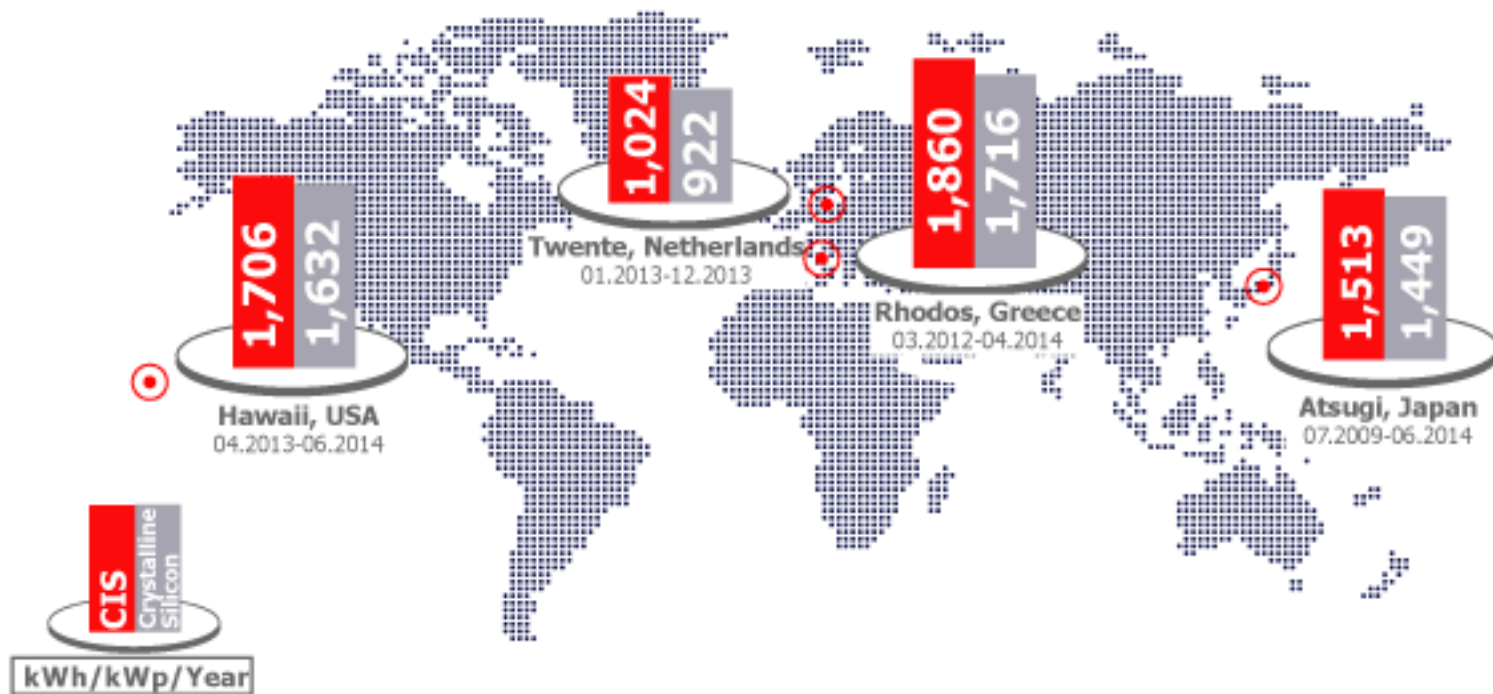 1,706
1,632
Hawaii, USA
04.2013-06.2014
1,024
922
Twente, Netherlands
01.2013-12.2013
1,860
1,716
Rhodos, Greece
03.2012-04.2014
1,513
1,449
Atsugi, Japan
07.2009-06.2014
CIS
Crystalline
Silicon
kWh/kWp/Year